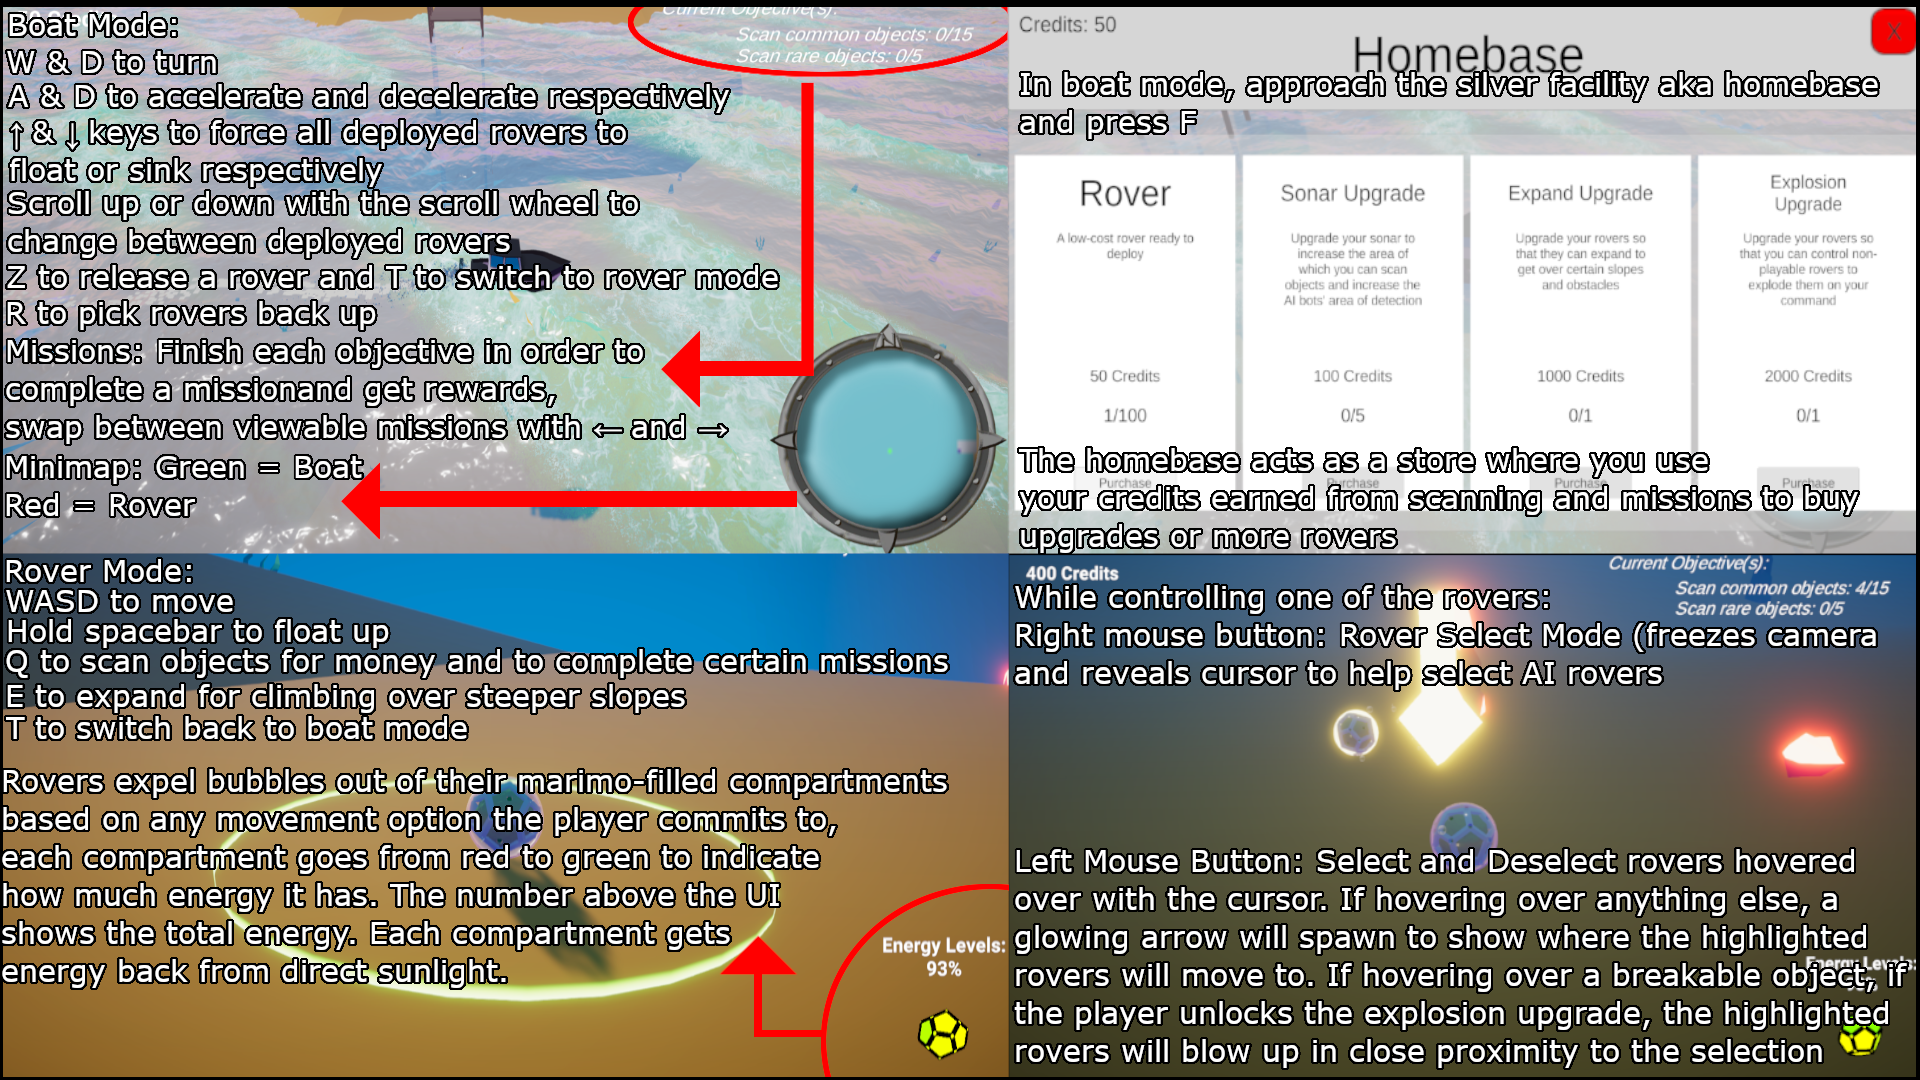 Boat Mode:
W & D to turn
A & D to accelerate and decelerate respectively
↑ & ↓ keys to force all deployed rovers to
float or sink respectively
Scroll up or down with the scroll wheel to
change between deployed rovers
Z to release a rover and T to switch to rover mode
R to pick rovers back up
Missions: Finish each objective in order to
complete a missionand get rewards,
swap between viewable missions with ← and →
Minimap: Green = Boat
Red = Rover
Current Objective(s):
Scan common objects: 0/15
Scan rare objects: 0/5
N
Credits: 50
Homebase
X
In boat mode, approach the silver facility aka homebase
and press F
Rover
A low-cost rover ready to
deploy
50 Credits
1/100
Purchase
Sonar Upgrade
Upgrade your sonar to
increase the area of
which you can scan
objects and increase the
AI bots' area of detection
100 Credits
0/5
Purchase
Expand Upgrade
Upgrade your rovers so
that they can expand to
get over certain slopes
and obstacles
1000 Credits
0/1
Purchase
Explosion
Upgrade
Upgrade your rovers so
that you can control non-
playable rovers to
explode them on your
command
2000 Credits
0/1
Purchase
The homebase acts as a store where you use
your credits earned from scanning and missions to buy
upgrades or more rovers
Rover Mode:
WASD to move
Hold spacebar to float up
Q to scan objects for money and to complete certain missions
E to expand for climbing over steeper slopes
T to switch back to boat mode
Rovers expel bubbles out of their marimo-filled compartments
based on any movement option the player commits to,
each compartment goes from red to green to indicate
how much energy it has. The number above the UI
shows the total energy. Each compartment gets
energy back from direct sunlight.
Energy Levels:
93%
400 Credits
Current Objective(s):
Scan common objects: 4/15
Scan rare objects: 0/5
While controlling one of the rovers:
Right mouse button: Rover Select Mode (freezes camera
and reveals cursor to help select AI rovers
Left Mouse Button: Select and Deselect rovers hovered
over with the cursor. If hovering over anything else, a
glowing arrow will spawn to show where the highlighted
rovers will move to. If hovering over a breakable object, if
the player unlocks the explosion upgrade, the highlighted
rovers will blow up in close proximity to the selection
Energy Levels: